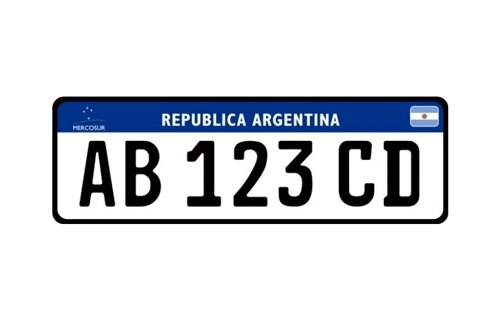 REPUBLICA ARGENTINA
MERCOSUR
AB 123 CD